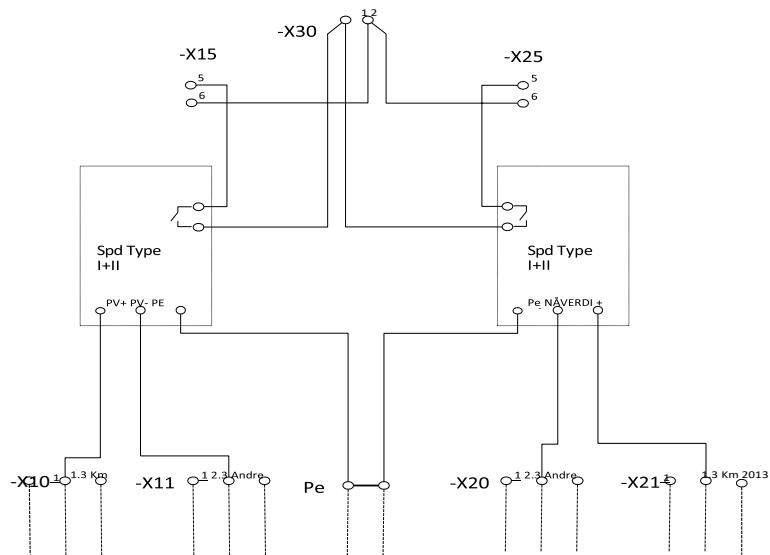 -X30 1 2
-X15 -X25
5 5
6 6
Spd Type
I+II
Spd Type
I+II
PV+ PV- PE
Pe NÅVERDI +
-X10 1 1.3 Km
-X11 1 2.3 Andre
Pe
-X20 1 2.3 Andre
-X21 1 1.3 Km 2013